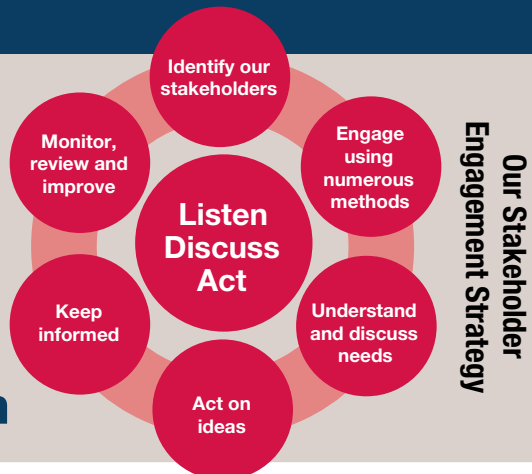 Identify our
stakeholders
Engage
using
numerous
methods
Understand
and discuss
needs
Act on
ideas
Keep
informed
Monitor,
review and
improve
Listen
Discuss
Act
Our Stakeholder
Engagement Strategy